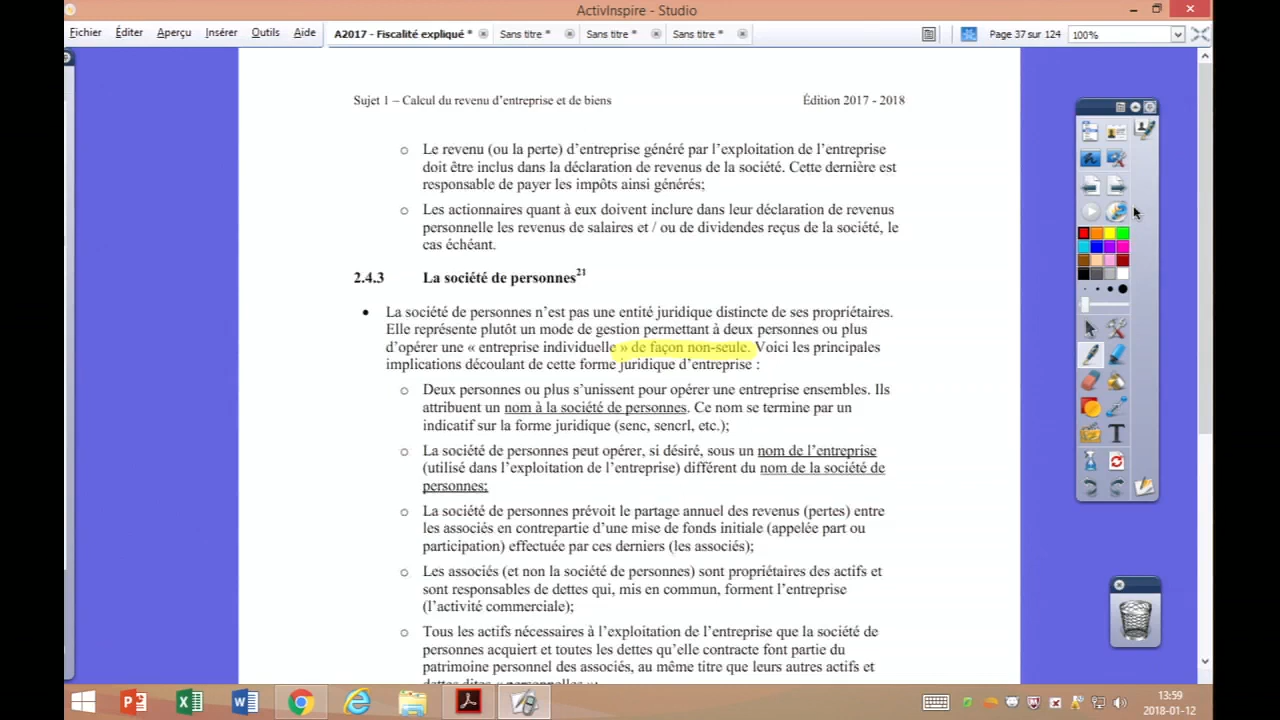 ActivInspire - Studio
Fichier Éditer Aperçu Insérer Outils Aide A2017 - Fiscalité expliqué * Sans titre * Sans titre * Sans titre * Page 37 sur 124 100%
Sujet 1 – Calcul du revenu d’entreprise et de biens Édition 2017 - 2018
o Le revenu (ou la perte) d’entreprise généré par l’exploitation de l’entreprise
doit être inclus dans la déclaration de revenus de la société. Cette dernière est
responsable de payer les impôts ainsi générés;
o Les actionnaires quant à eux doivent inclure dans leur déclaration de revenus
personnelle les revenus de salaires et / ou de dividendes reçus de la société, le
cas échéant.
2.4.3 La société de personnes21
• La société de personnes n’est pas une entité juridique distincte de ses propriétaires.
Elle représente plutôt un mode de gestion permettant à deux personnes ou plus
d’opérer une « entreprise individuelle » de façon non-seule. Voici les principales
implications découlant de cette forme juridique d’entreprise :
o Deux personnes ou plus s’unissent pour opérer une entreprise ensembles. Ils
attribuent un nom à la société de personnes. Ce nom se termine par un
indicatif sur la forme juridique (senc, sencrl, etc.);
o La société de personnes peut opérer, si désiré, sous un nom de l’entreprise
(utilisé dans l’exploitation de l’entreprise) différent du nom de la société de
personnes;
o La société de personnes prévoit le partage annuel des revenus (pertes) entre
les associés en contrepartie d’une mise de fonds initiale (appelée part ou
participation) effectuée par ces derniers (les associés);
o Les associés (et non la société de personnes) sont propriétaires des actifs et
sont responsables de dettes qui, mis en commun, forment l’entreprise
(l’activité commerciale);
o Tous les actifs nécessaires à l’exploitation de l’entreprise que la société de
personnes acquiert et toutes les dettes qu’elle contracte font partie du
patrimoine personnel des associés, au même titre que leurs autres actifs et
dettes dites « personnelles »;
13:59
2018-01-12